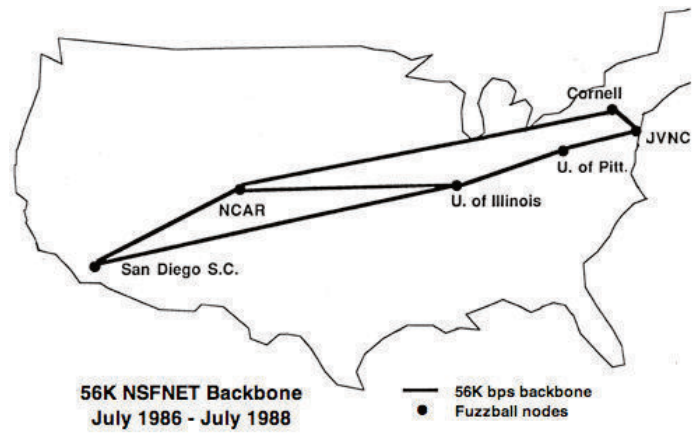 Cornell
JVNC
U. of Pitt.
U. of Illinois
NCAR
San Diego S.C.
56K NSFNET Backbone
July 1986 - July 1988
56K bps backbone
Fuzzball nodes